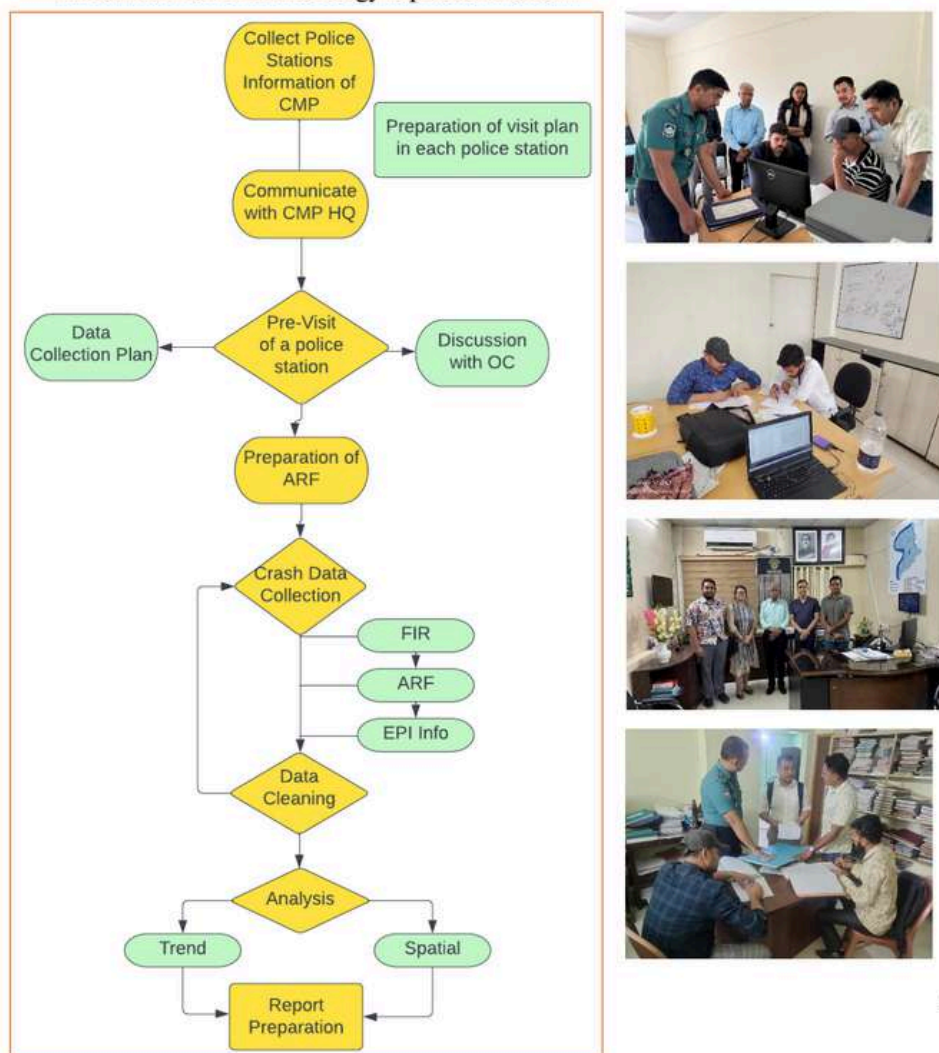 Collect Police
Stations
Information of
CMP
Preparation of visit plan
in each police station
Communicate
with CMP HQ
Pre-Visit
of a police
station
Data
Collection Plan
Discussion
with OC
Preparation of
ARF
Crash Data
Collection
FIR
ARF
EPI Info
Data
Cleaning
Analysis
Trend
Spatial
Report
Preparation